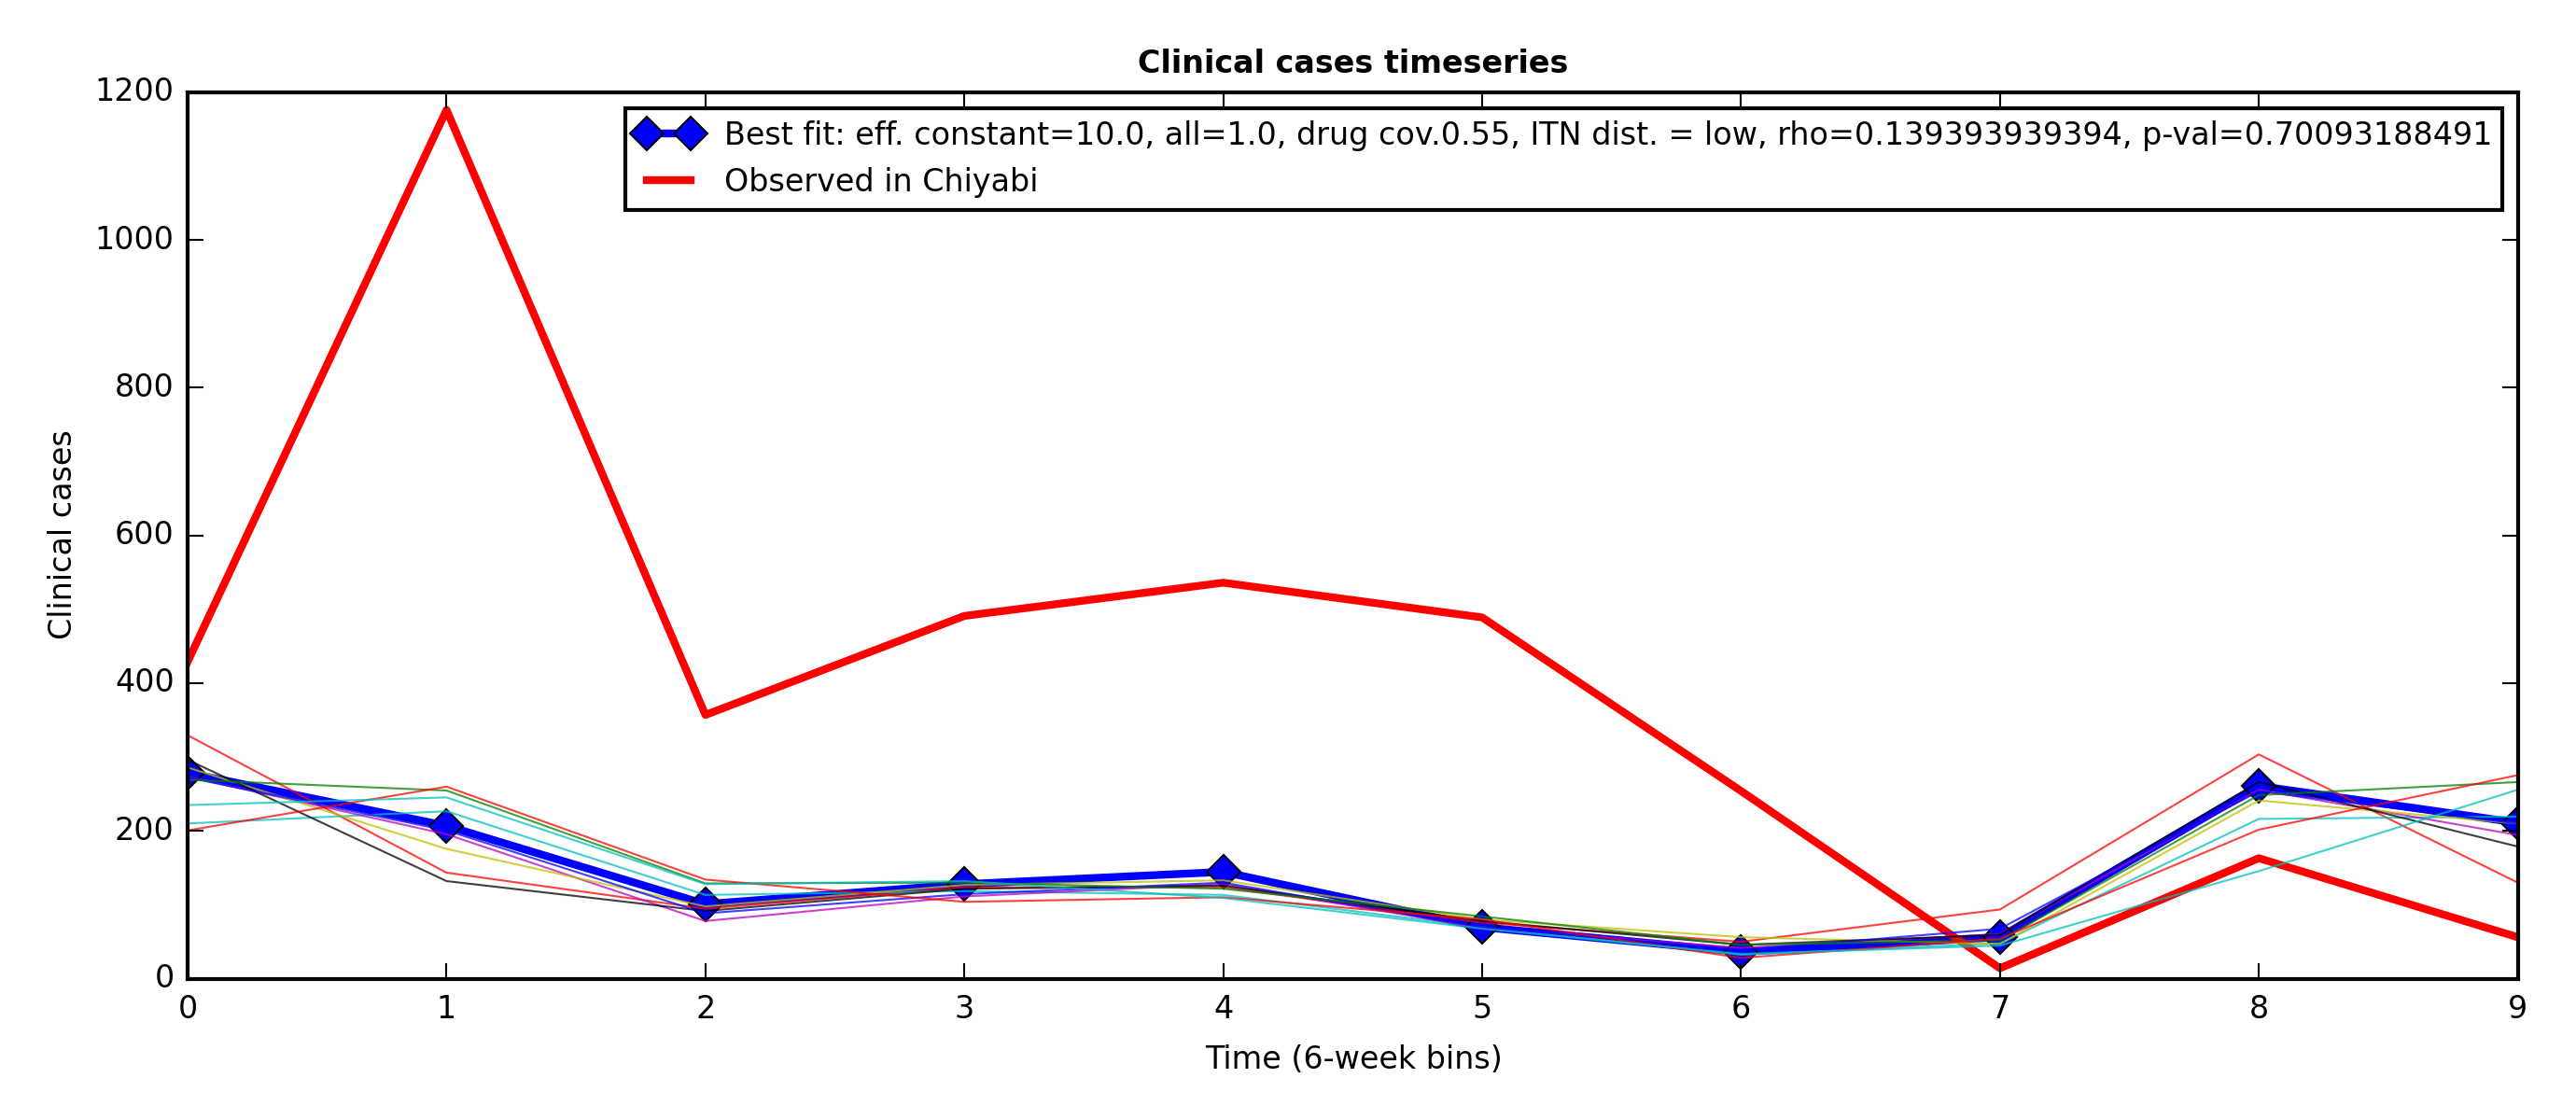 Clinical cases timeseries
Best fit: eff. constant=10.0, all=1.0, drug cov.0.55, ITN dist. = low, rho=0.139393939394, p-val=0.70093188491
Observed in Chiyabi
1200
1000
800
600
400
200
0
Clinical cases
0 1 2 3 4 5 6 7 8 9
Time (6-week bins)